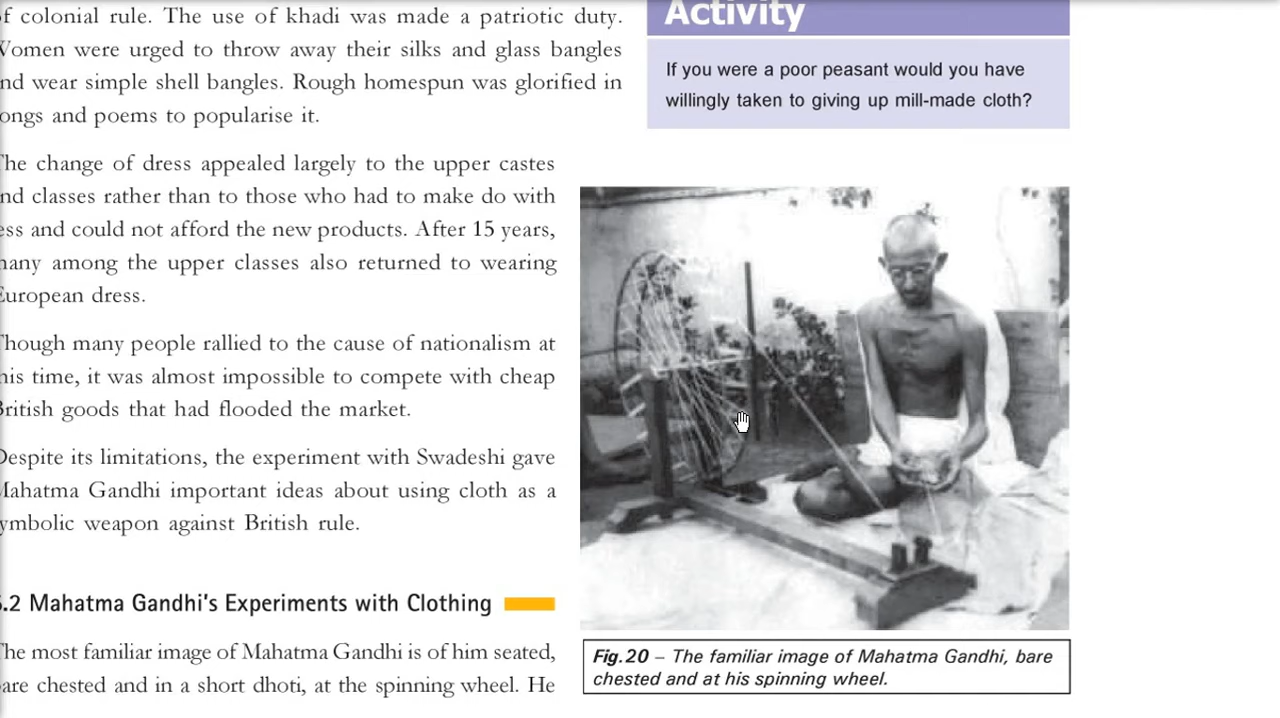 of colonial rule. The use of khadi was made a patriotic duty.
Women were urged to throw away their silks and glass bangles
nd wear simple shell bangles. Rough homespun was glorified in
ongs and poems to popularise it.
The change of dress appealed largely to the upper castes
nd classes rather than to those who had to make do with
ess and could not afford the new products. After 15 years,
many among the upper classes also returned to wearing
European dress.
Though many people rallied to the cause of nationalism at
his time, it was almost impossible to compete with cheap
British goods that had flooded the market.
Despite its limitations, the experiment with Swadeshi gave
Mahatma Gandhi important ideas about using cloth as a
ymbolic weapon against British rule.
.2 Mahatma Gandhi's Experiments with Clothing
The most familiar image of Mahatma Gandhi is of him seated,
bare chested and in a short dhoti, at the spinning wheel. He
Activity
If you were a poor peasant would you have
willingly taken to giving up mill-made cloth?
Fig.20 – The familiar image of Mahatma Gandhi, bare
chested and at his spinning wheel.